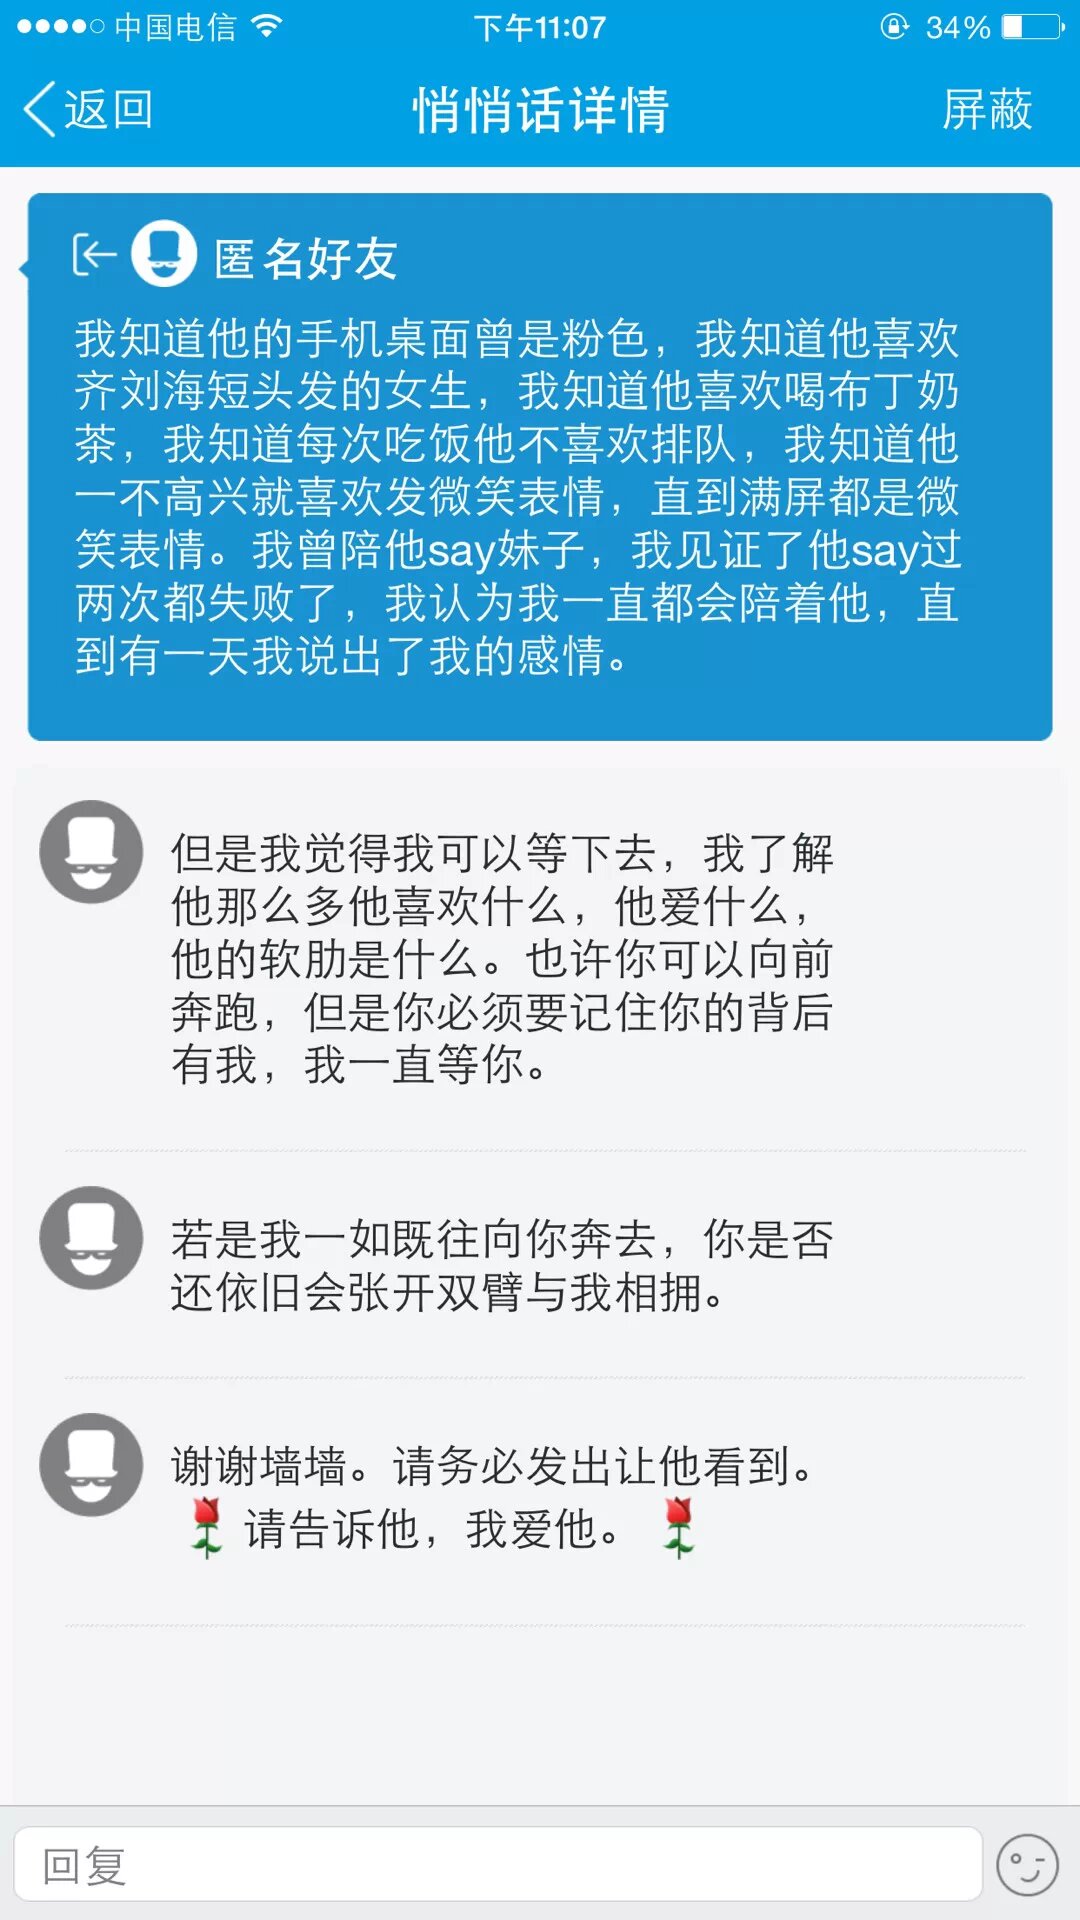 中国电信
下午11:07
34%
返回
悄悄话详情
屏蔽
匿名好友
我知道他的手机桌面曾是粉色，我知道他喜欢
齐刘海短头发的女生，我知道他喜欢喝布丁奶
茶，我知道每次吃饭他不喜欢排队，我知道他
一不高兴就喜欢发微笑表情，直到满屏都是微
笑表情。我曾陪他say妹子，我见证了他say过
两次都失败了，我认为我一直都会陪着他，直
到有一天我说出了我的感情。
但是我觉得我可以等下去，我了解
他那么多他喜欢什么，他爱什么，
他的软肋是什么。也许你可以向前
奔跑，但是你必须要记住你的背后
有我，我一直等你。
若是我一如既往向你奔去，你是否
还依旧会张开双臂与我相拥。
谢谢墙墙。请务必发出让他看到。
🌹请告诉他，我爱他。🌹
回复